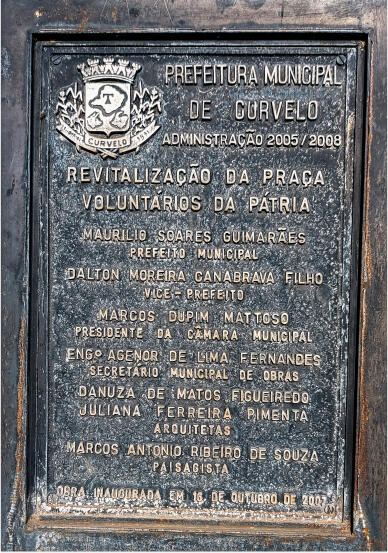 PREFEITURA MUNICIPAL
DE CURVELO
ADMINISTRAÇÃO 2005/2008
T
CURVELO
REVITALIZAÇÃO DA PRAÇA
VOLUNTÁRIOS DA PÁTRIA
MAURILIO SOARES GUIMARÃES
PREFEITO MUNICIPAL
DALTON MOREIRA CANABRAVA FILHO
VICE-PREFEITO
MARCOS DUPIM MATTOSO
PRESIDENTE DA CÂMARA MUNICIPAL
ENGº AGENOR DE LIMA FERNANDES
SECRETÁRIO MUNICIPAL DE OBRAS
DANUZA DE MATOS FIGUEIREDO
JULIANA FERREIRA PIMENTA
ARQUITETAS
MARCOS ANTONIO RIBEIRO DE SOUZA
PAISAGISTA
OBRA INAUGURADA EM 16 DE OUTUBRO DE 2007